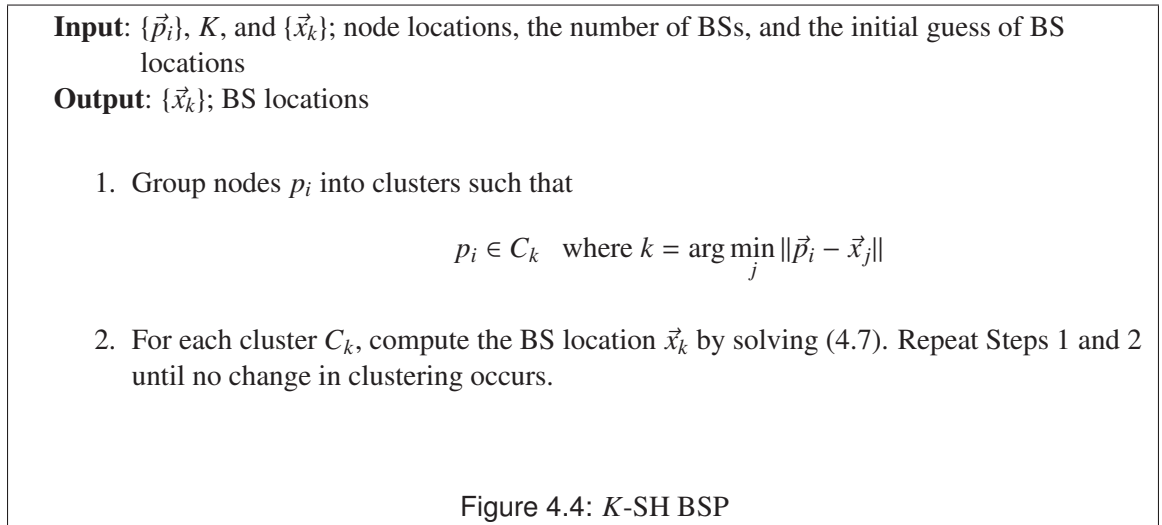 Input: {p⃗ᵢ}, K, and {x⃗ₖ}; node locations, the number of BSs, and the initial guess of BS
locations
Output: {x⃗ₖ}; BS locations
1. Group nodes pᵢ into clusters such that
pᵢ ∈ Cₖ where k = arg min_j ||p⃗ᵢ − x⃗ⱼ||
2. For each cluster Cₖ, compute the BS location x⃗ₖ by solving (4.7). Repeat Steps 1 and 2
until no change in clustering occurs.
Figure 4.4: K-SH BSP